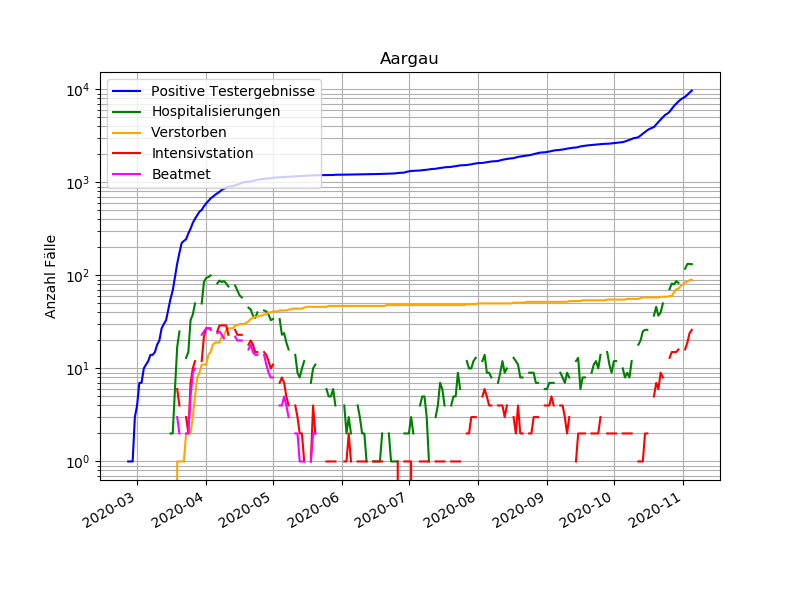 Aargau
Positive Testergebnisse
Hospitalisierungen
Verstorben
Intensivstation
Beatmet
Anzahl Fälle
10^4
10^3
10^2
10^1
10^0
2020-03 2020-04 2020-05 2020-06 2020-07 2020-08 2020-09 2020-10 2020-11